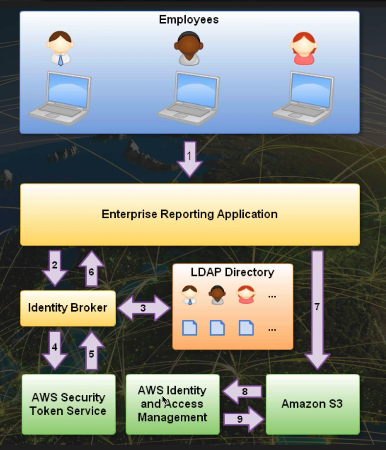 Employees
1
Enterprise Reporting Application
2
6
LDAP Directory
...
...
7
Identity Broker
3
4
5
8
9
AWS Security
Token Service
AWS Identity
and Access
Management
Amazon S3